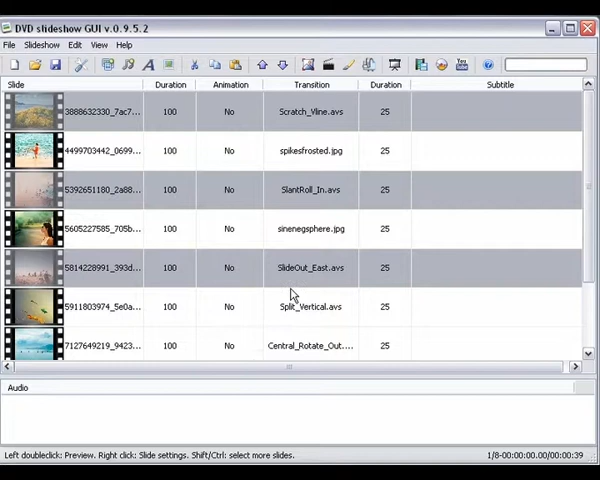 DVD slideshow GUI v.0.9.5.2
File Slideshow Edit View Help
You
Tube
Slide Duration Animation Transition Duration Subtitle
3888632330_7ac7... 100 No Scratch_Vline.avs 25
4499703442_0699... 100 No spikesfrosted.jpg 25
5392651180_2a88... 100 No SlantRoll_In.avs 25
5605227585_705b... 100 No sinenegsphere.jpg 25
5814228991_393d... 100 No SlideOut_East.avs 25
5911803974_5e0a... 100 No Split_Vertical.avs 25
7127649219_9423... 100 No Central_Rotate_Out.... 25
Audio
Left doubleclick: Preview. Right click: Slide settings. Shift/Ctrl: select more slides. 1/8-00:00:00.00/00:00:39